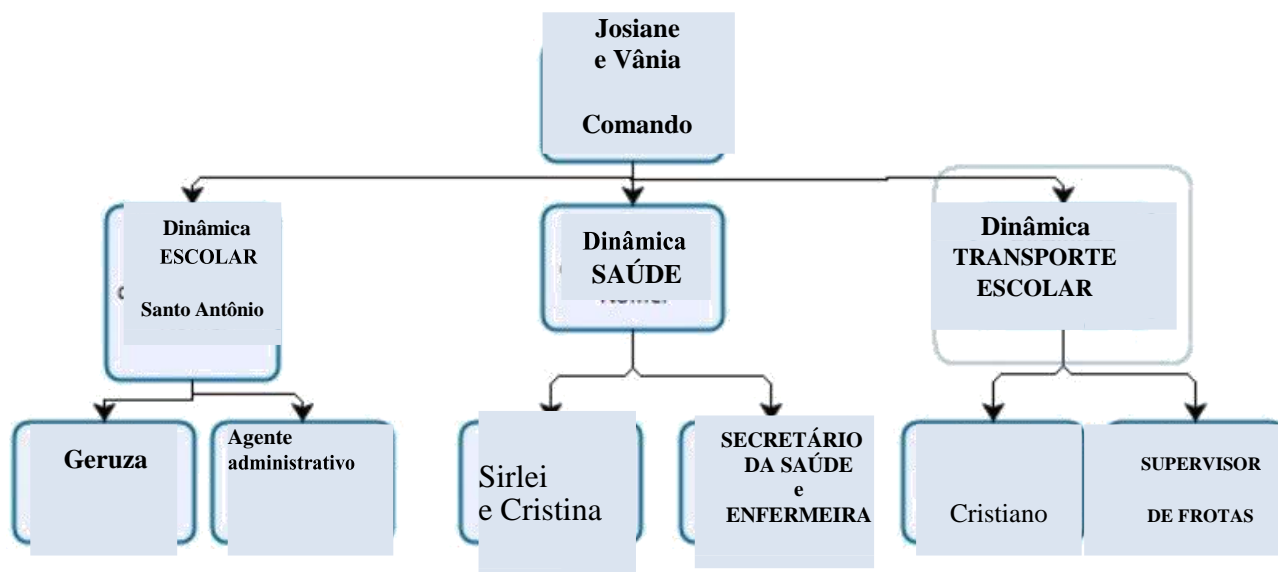 Josiane
e Vânia
Comando
Dinâmica
ESCOLAR
Santo Antônio
Dinâmica
SAÚDE
Dinâmica
TRANSPORTE
ESCOLAR
Geruza
Agente
administrativo
Sirlei
e Cristina
SECRETÁRIO
DA SAÚDE
e
ENFERMEIRA
Cristiano
SUPERVISOR
DE FROTAS